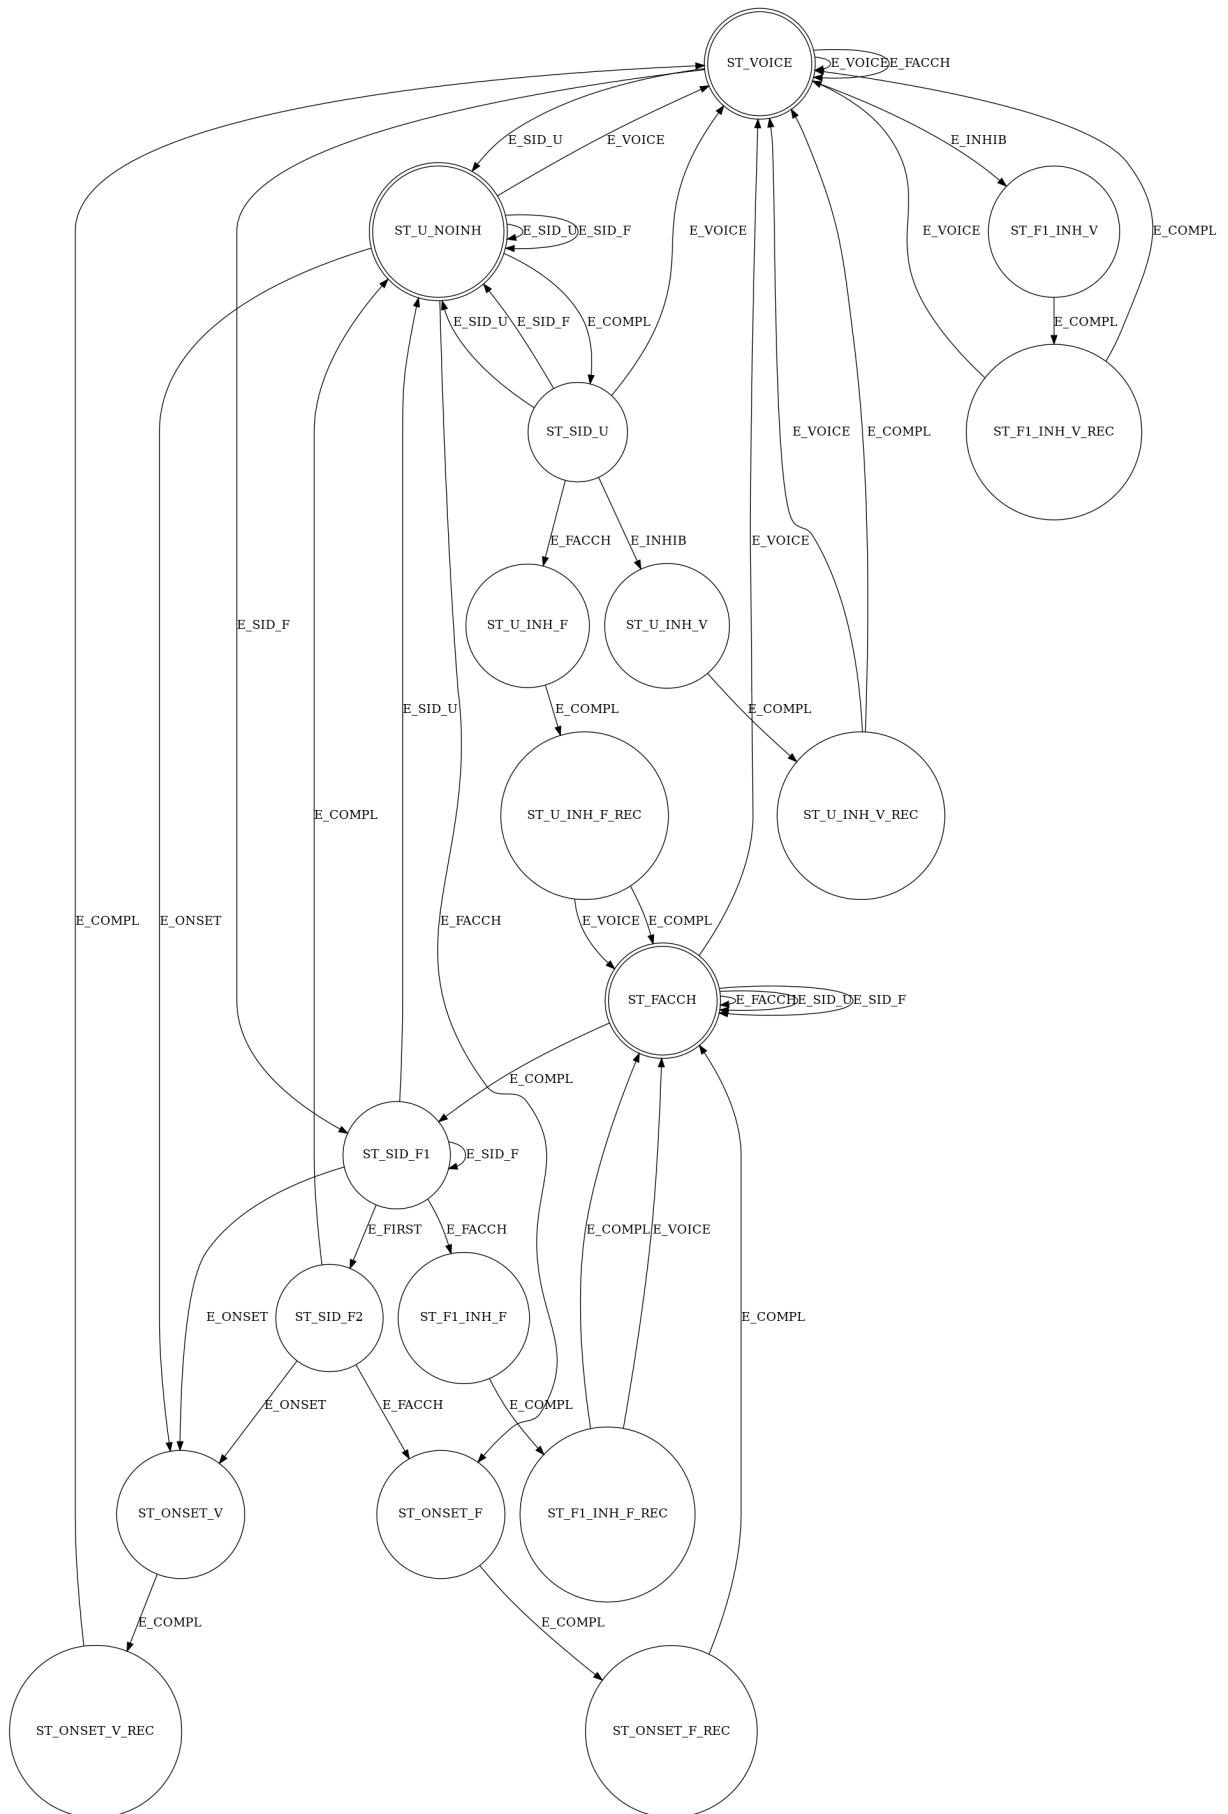 ST_VOICE
E_VOICE
E_FACCH
E_SID_U
E_VOICE
E_INHIB
ST_U_NOINH
E_SID_U
E_SID_F
E_VOICE
ST_F1_INH_V
E_VOICE
E_COMPL
E_SID_U
E_SID_F
E_COMPL
E_COMPL
ST_SID_U
E_VOICE
E_COMPL
ST_F1_INH_V_REC
E_FACCH
E_INHIB
E_VOICE
E_SID_F
ST_U_INH_F
ST_U_INH_V
E_SID_U
E_COMPL
E_COMPL
E_COMPL
ST_U_INH_F_REC
ST_U_INH_V_REC
E_COMPL
E_ONSET
E_FACCH
E_VOICE
E_COMPL
ST_FACCH
E_FACCH
E_SID_U
E_SID_F
E_COMPL
ST_SID_F1
E_SID_F
E_FIRST
E_FACCH
E_COMPL
E_VOICE
E_ONSET
ST_SID_F2
ST_F1_INH_F
E_COMPL
E_ONSET
E_FACCH
E_COMPL
ST_ONSET_V
ST_ONSET_F
ST_F1_INH_F_REC
E_COMPL
E_COMPL
ST_ONSET_V_REC
ST_ONSET_F_REC